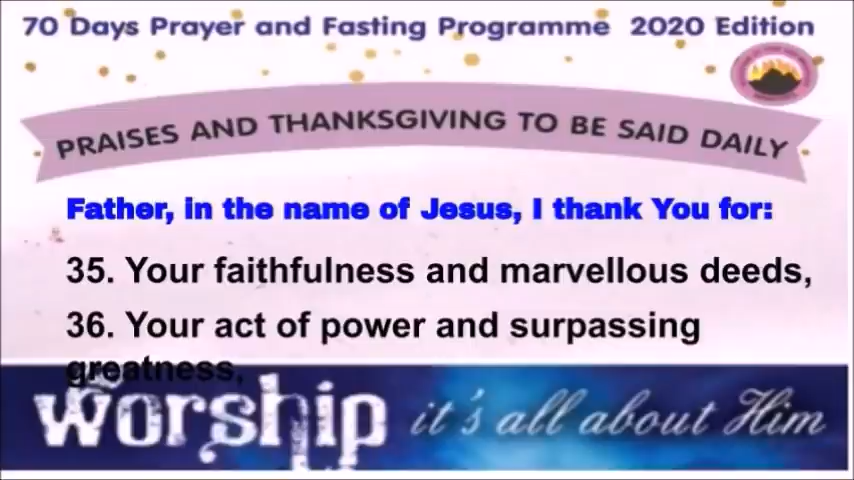 70 Days Prayer and Fasting Programme 2020 Edition
PRAISES AND THANKSGIVING TO BE SAID DAILY
Father, in the name of Jesus, I thank You for:
35. Your faithfulness and marvellous deeds,
36. Your act of power and surpassing
greatness,
worship it's all about Him